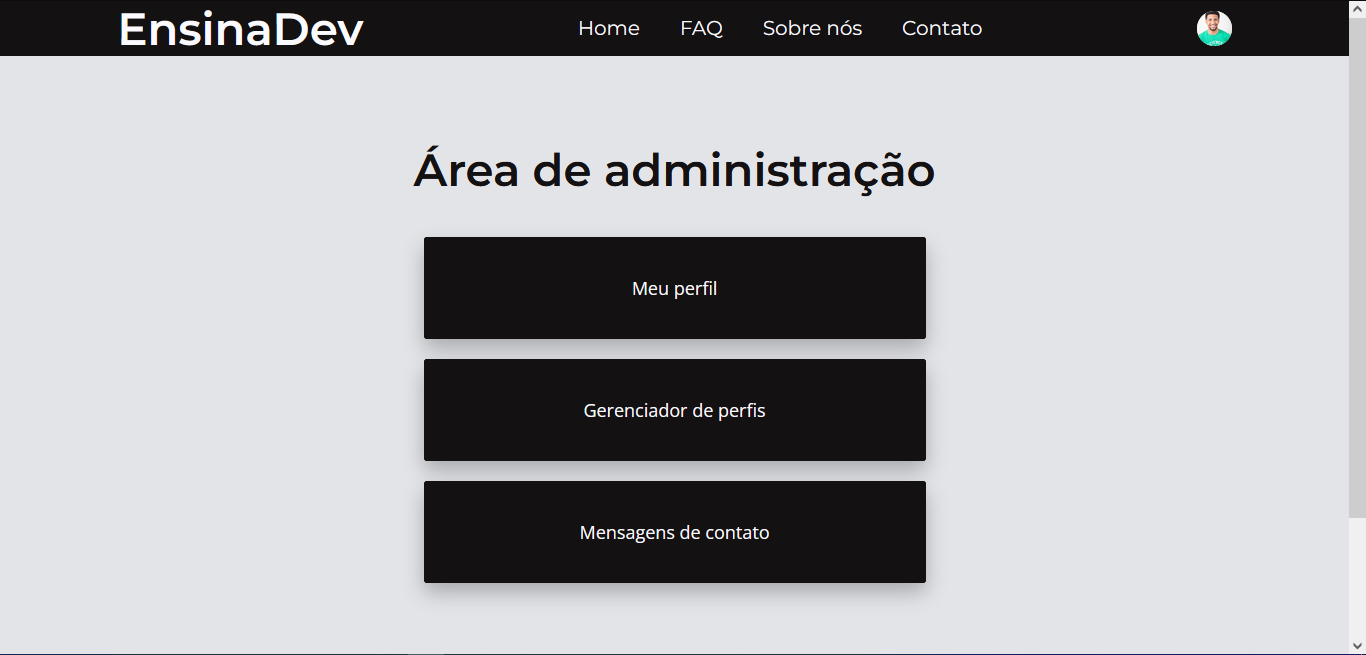 EnsinaDev
Home FAQ Sobre nós Contato
Área de administração
Meu perfil
Gerenciador de perfis
Mensagens de contato